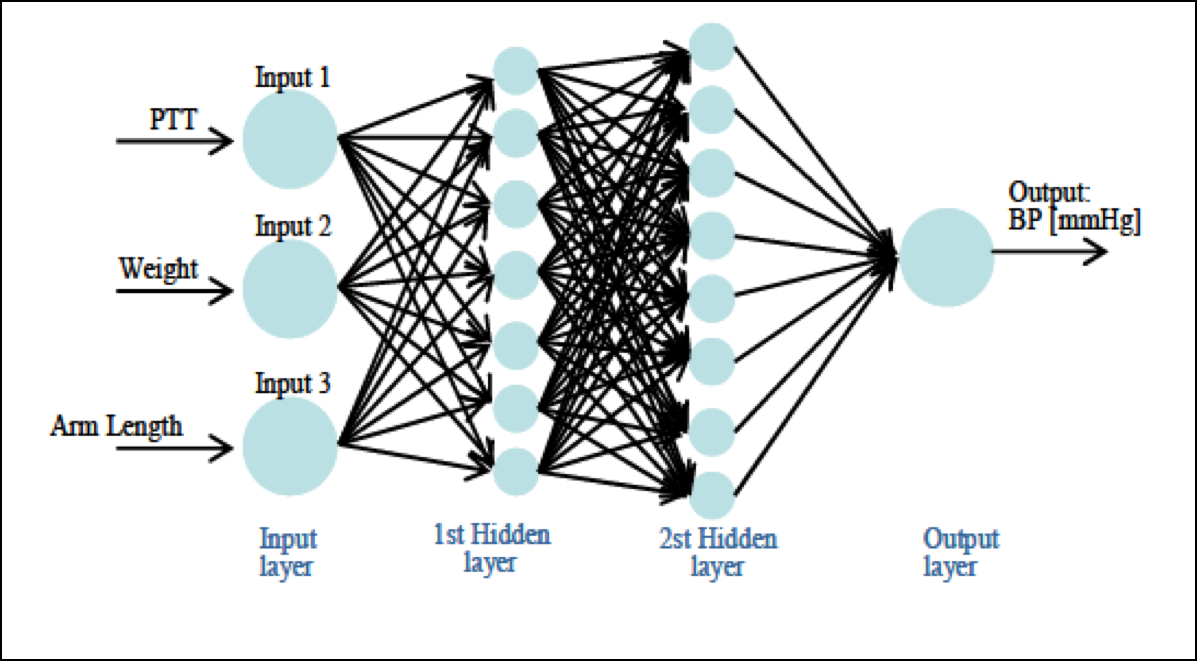 Input 1
PTT
Input 2
Weight
Input 3
Arm Length
Output:
BP [mmHg]
Input
layer
1st Hidden
layer
2st Hidden
layer
Output
layer